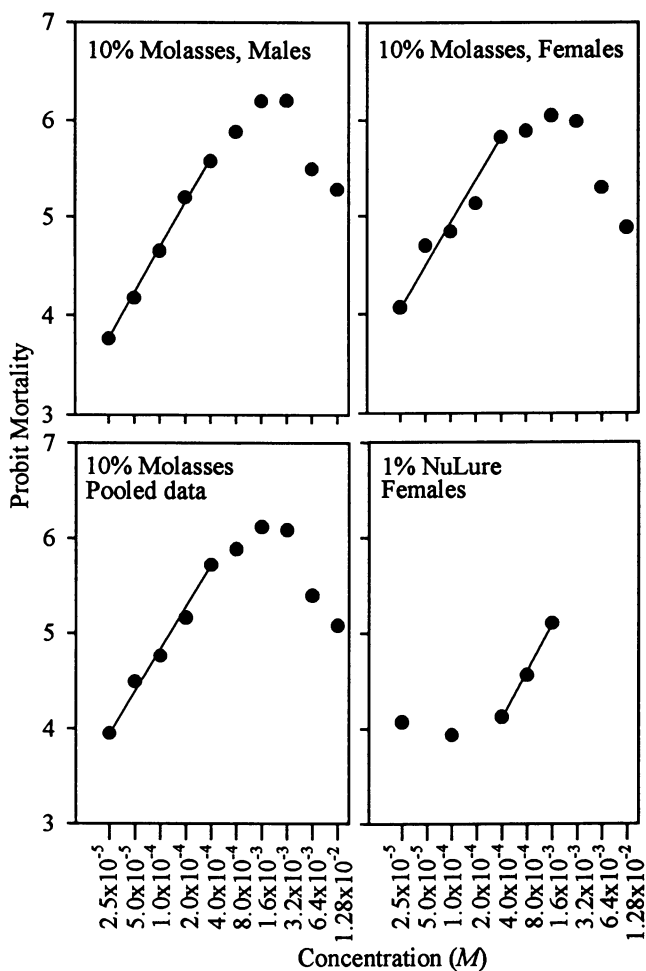 10% Molasses, Males
10% Molasses, Females
7
6
5
4
3
Probit Mortality
10% Molasses
Pooled data
1% NuLure
Females
7
6
5
4
3
2.5x10-5
5.0x10-4
1.0x10-4
2.0x10-4
4.0x10-4
8.0x10-3
1.6x10-3
3.2x10-3
6.4x10-2
1.28x10-2
2.5x10-5
5.0x10-4
1.0x10-4
2.0x10-4
4.0x10-4
8.0x10-3
1.6x10-3
3.2x10-3
6.4x10-2
1.28x10-2
Concentration (M)